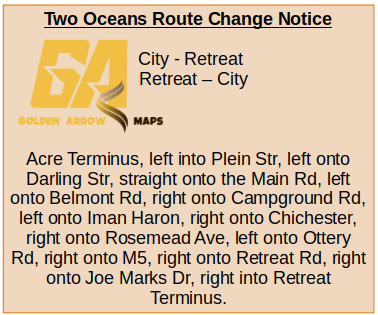 Two Oceans Route Change Notice
City - Retreat
Retreat – City
GA
GOLDEN ARROW MAPS
Acre Terminus, left into Plein Str, left onto
Darling Str, straight onto the Main Rd, left
onto Belmont Rd, right onto Campground Rd,
left onto Iman Haron, right onto Chichester,
right onto Rosemead Ave, left onto Ottery
Rd, right onto M5, right onto Retreat Rd, right
onto Joe Marks Dr, right into Retreat
Terminus.